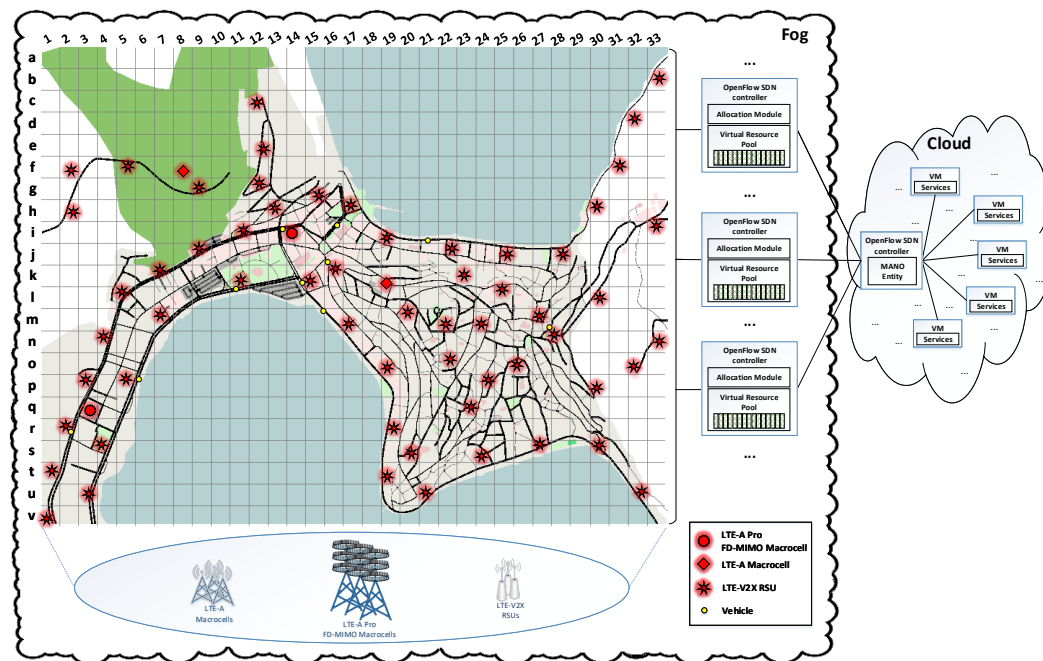 Fog
1 2 3 4 5 6 7 8 9 10 11 12 13 14 15 16 17 18 19 20 21 22 23 24 25 26 27 28 29 30 31 32 33
a
b
c
d
e
f
g
h
i
j
k
l
m
n
o
p
q
r
s
t
u
v
...
OpenFlow SDN
controller
Allocation Module
Virtual Resource
Pool
...
OpenFlow SDN
controller
Allocation Module
Virtual Resource
Pool
...
OpenFlow SDN
controller
Allocation Module
Virtual Resource
Pool
...
Cloud
OpenFlow SDN
controller
MANO
Entity
VM
Services
VM
Services
VM
Services
VM
Services
VM
Services
...
...
...
...
...
...
...
...
...
LTE-A
Macrocells
LTE-A Pro
FD-MIMO Macrocells
LTE-V2X
RSUs
LTE-A Pro
FD-MIMO Macrocell
LTE-A Macrocell
LTE-V2X RSU
Vehicle